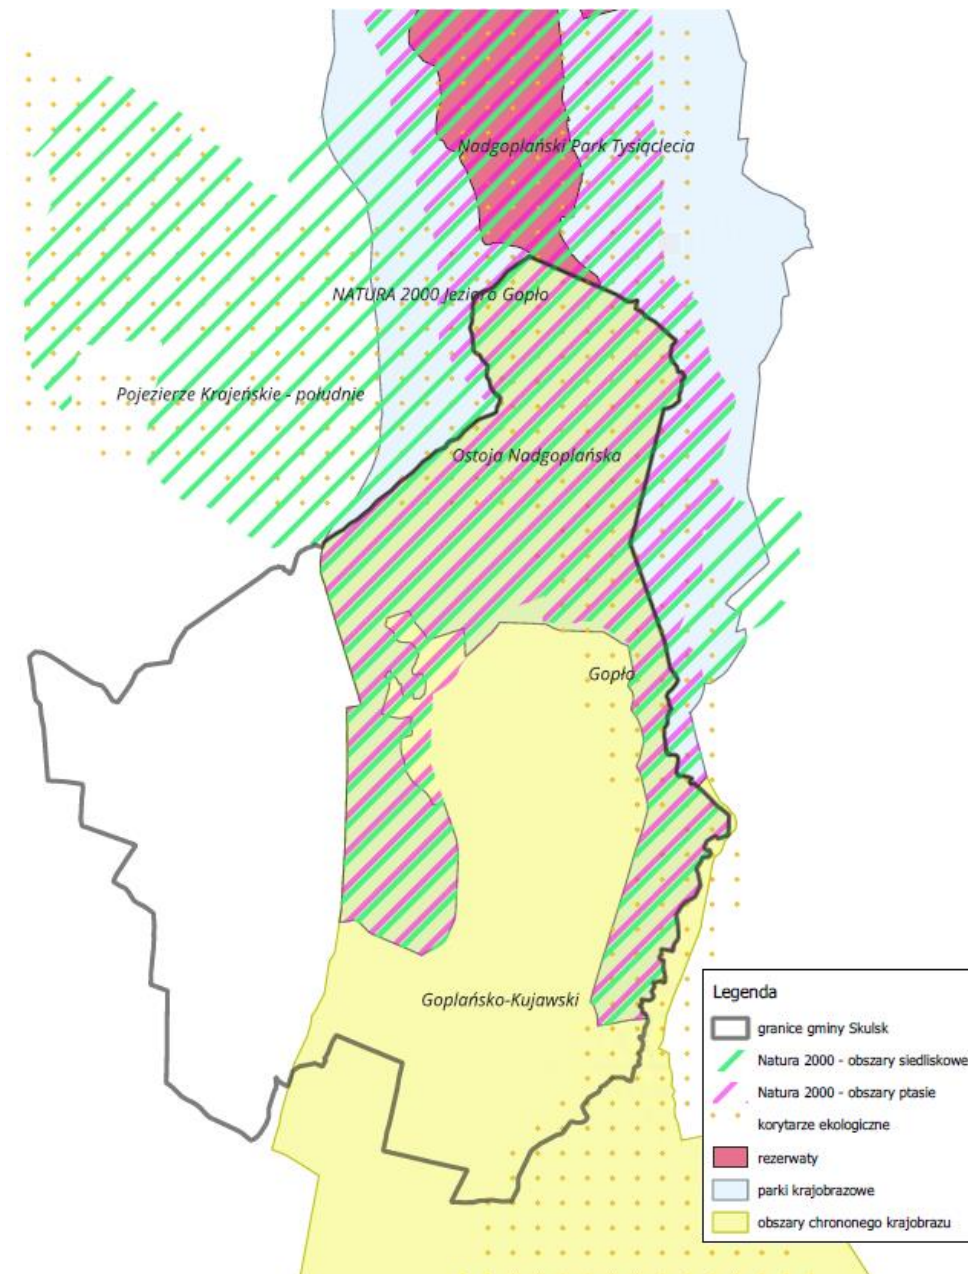 Nadgoplański Park Tysiąclecia
NATURA 2000 Jezioro Gopło
Pojezierze Krajeńskie - południe
Ostoja Nadgoplańska
Gopło
Goplańsko-Kujawski
Legenda
granice gminy Skulsk
Natura 2000 - obszary siedliskowe
Natura 2000 - obszary ptasie
korytarze ekologiczne
rezerwaty
parki krajobrazowe
obszary chrononego krajobrazu